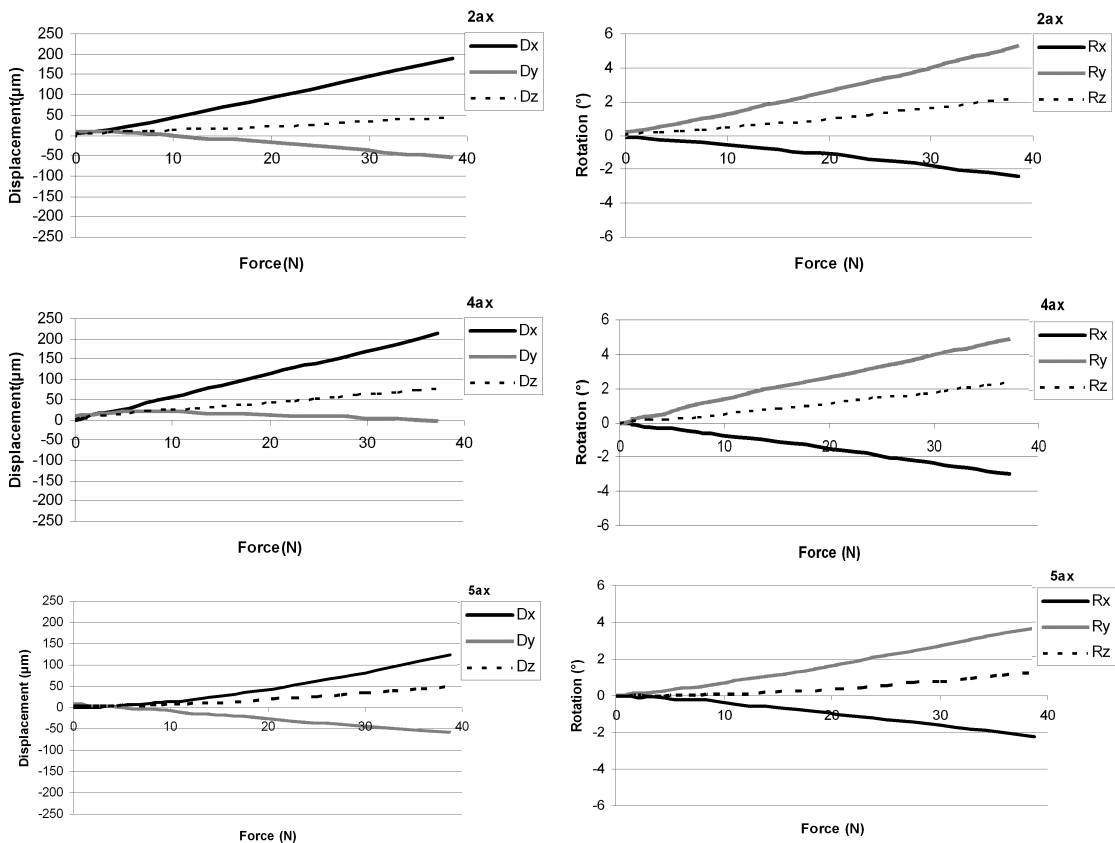 2ax
250
200
150
100
50
0
-50
-100
-150
-200
-250
0 10 20 30 40
Displacement(µm)
Force(N)
Dx
Dy
Dz
2ax
6
4
2
0
-2
-4
-6
0 10 20 30 40
Rotation (°)
Force (N)
Rx
Ry
Rz
4ax
250
200
150
100
50
0
-50
-100
-150
-200
-250
0 10 20 30 40
Displacement(µm)
Force(N)
Dx
Dy
Dz
4ax
6
4
2
0
-2
-4
-6
0 10 20 30 40
Rotation (°)
Force (N)
Rx
Ry
Rz
5ax
250
200
150
100
50
0
-50
-100
-150
-200
-250
0 10 20 30 40
Displacement (µm)
Force (N)
Dx
Dy
Dz
5ax
6
4
2
0
-2
-4
-6
0 10 20 30 40
Rotation (°)
Force (N)
Rx
Ry
Rz